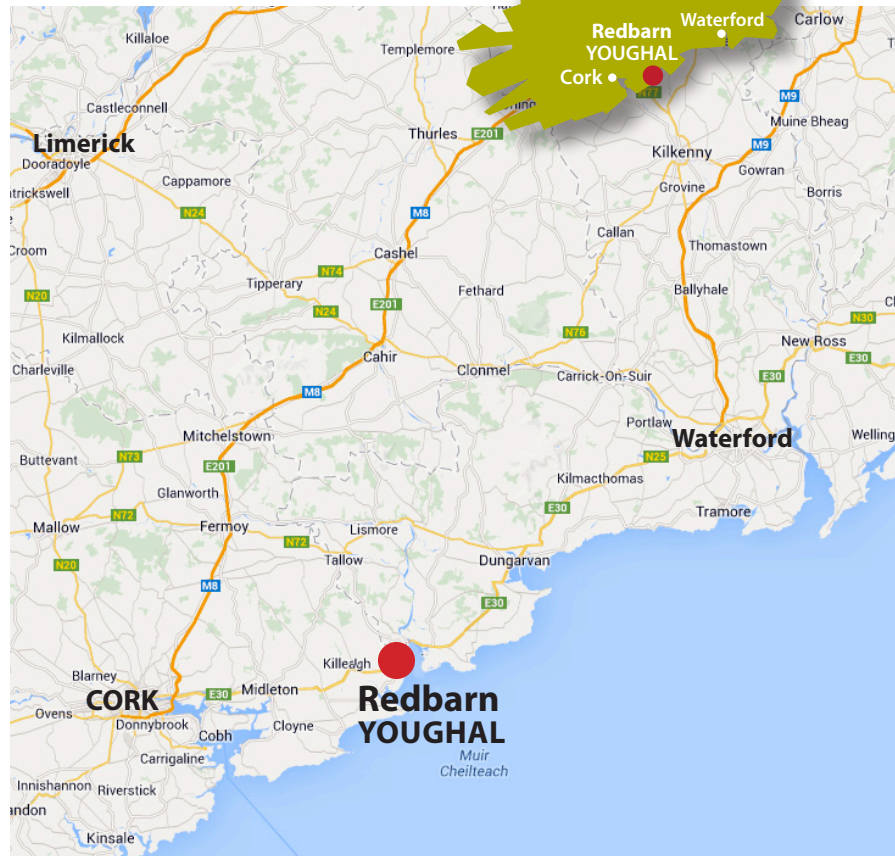 Killaloe
Templemore
Redbarn
YOUGHAL
Waterford
Cork
N77
Carlow
M9
Castleconnell
Muine Bheag
Thurles
E201
Limerick
Dooradoyle
Kilkenny
M9
Gowran
Cappamore
Grovine
Borris
N24
M8
Callan
Thomastown
Cashel
N74
Tipperary
Fethard
Ballyhale
N20
E201
N24
N76
N30
Kilmallock
New Ross
Charleville
Cahir
Clonmel
Carrick-On-Suir
E30
E30
M8
Portlaw
Mitchelstown
Waterford
Buttevant
N73
E201
N25
Kilmacthomas
Glanworth
E30
Tramore
Mallow
N72
Fermoy
Lismore
N72
Tallow
Dungarvan
N20
M8
E30
Killeagh
Blarney
CORK
E30
Midleton
Redbarn
YOUGHAL
Ovens
Donnybrook
Cobh
Cloyne
Carrigaline
Muir
Cheilteach
Innishannon
Riverstick
Kinsale